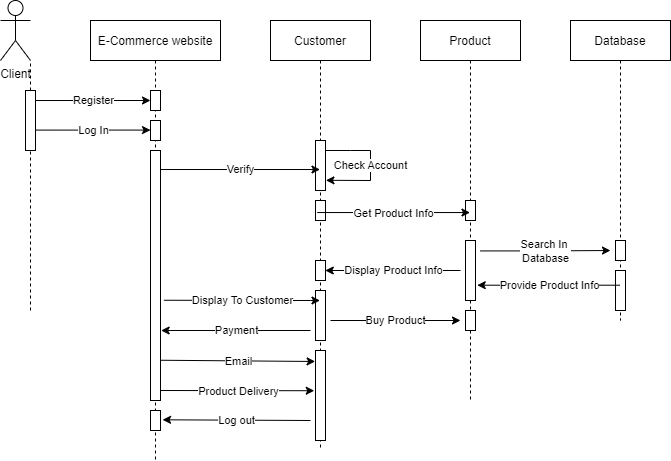 E-Commerce website
Customer
Product
Database
Client
Register
Log In
Verify
Check Account
Get Product Info
Search In
Database
Display Product Info
Provide Product Info
Display To Customer
Buy Product
Payment
Email
Product Delivery
Log out